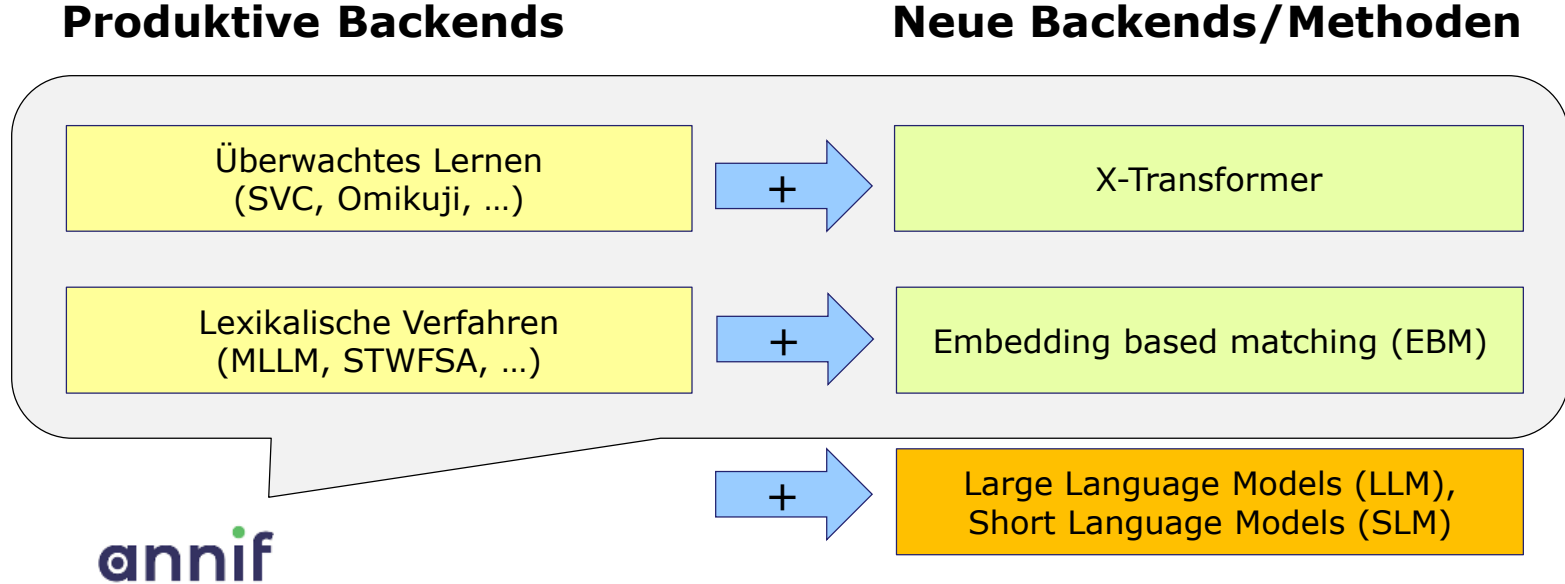 Produktive Backends
Neue Backends/Methoden
Überwachtes Lernen
(SVC, Omikuji, …)
+
X-Transformer
Lexikalische Verfahren
(MLLM, STWFSA, …)
+
Embedding based matching (EBM)
+
Large Language Models (LLM),
Short Language Models (SLM)
annif